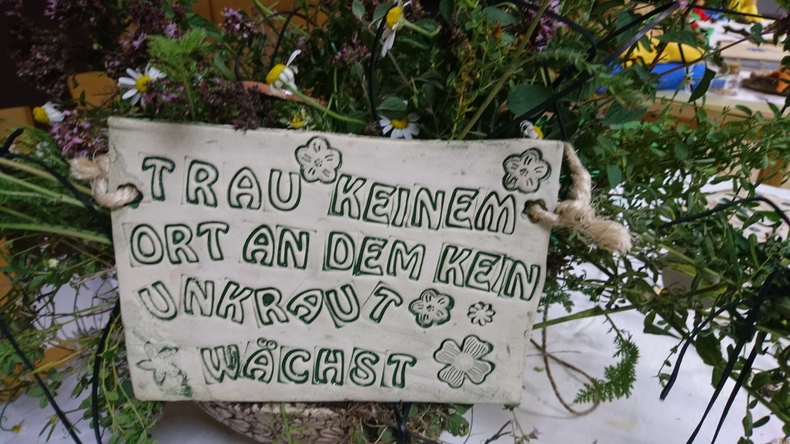 TRAU KEINEM
ORT AN DEM KEIN
UNKRAUT
WÄCHST